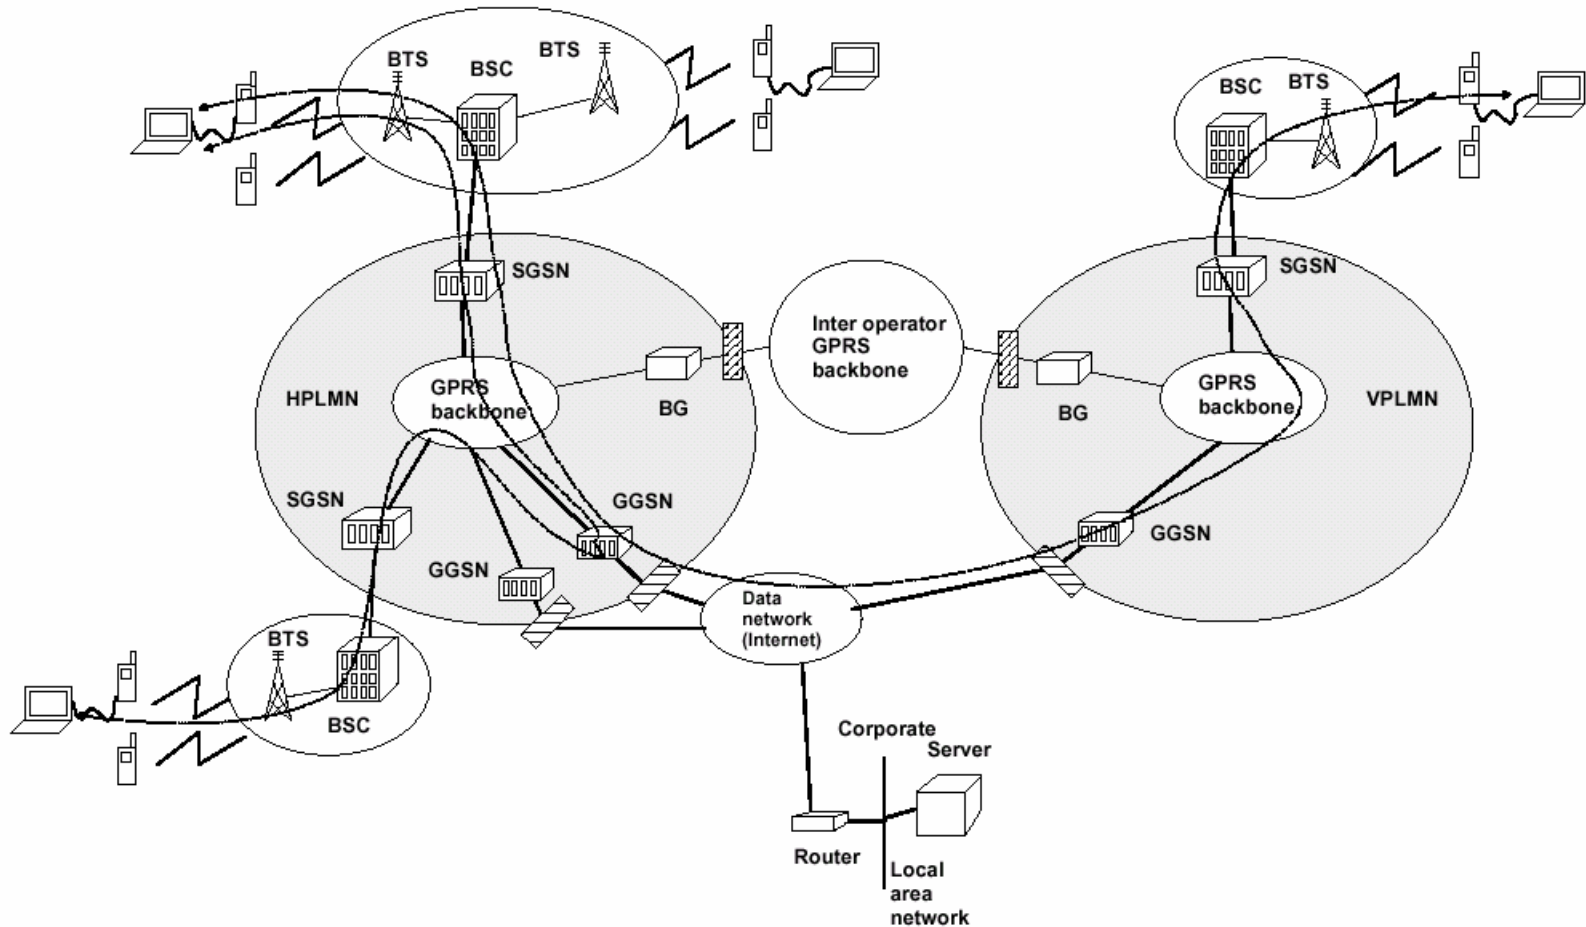 BTS
BSC
BTS
BSC
BTS
SGSN
SGSN
Inter operator
GPRS
backbone
HPLMN
GPRS
backbone
BG
BG
GPRS
backbone
VPLMN
SGSN
GGSN
GGSN
GGSN
Data
network
(Internet)
BTS
BSC
Corporate
Server
Router
Local
area
network